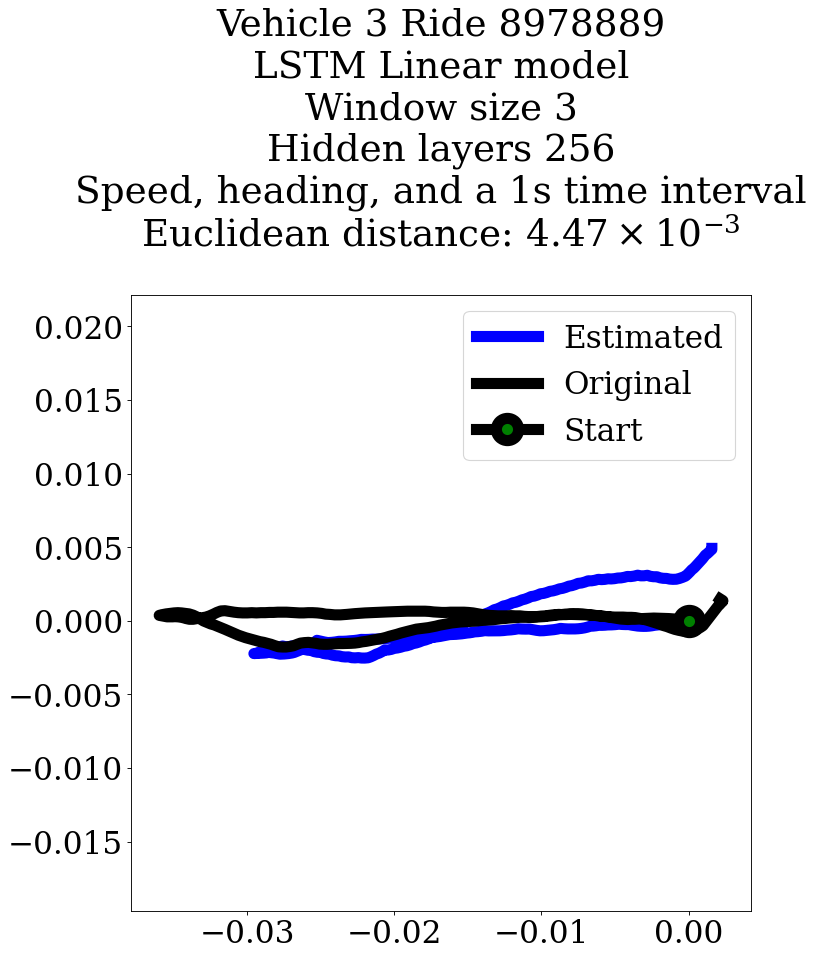 Vehicle 3 Ride 8978889
LSTM Linear model
Window size 3
Hidden layers 256
Speed, heading, and a 1s time interval
Euclidean distance: 4.47 × 10⁻³
Estimated
Original
Start
0.020
0.015
0.010
0.005
0.000
−0.005
−0.010
−0.015
−0.03 −0.02 −0.01 0.00